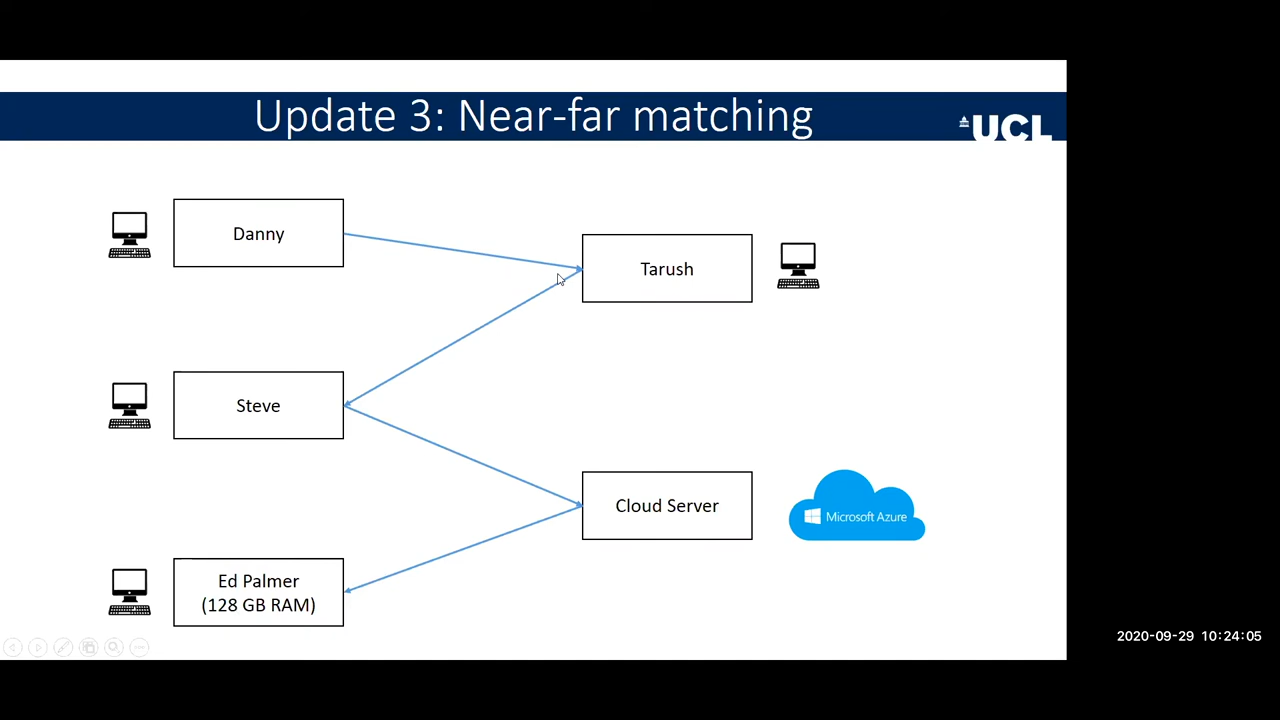 Update 3: Near-far matching
UCL
Danny
Tarush
Steve
Cloud Server
Microsoft Azure
Ed Palmer
(128 GB RAM)
2020-09-29 10:24:05